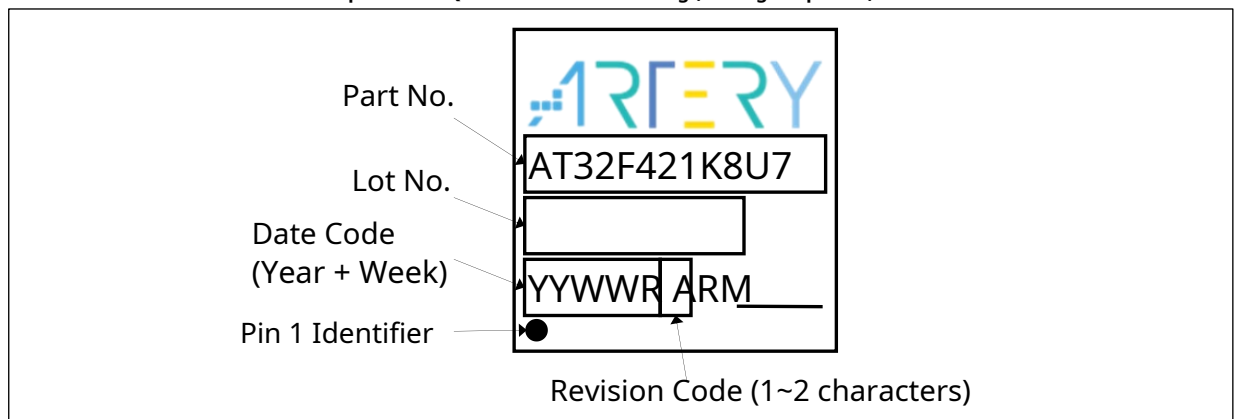 ARTERY
Part No.
AT32F421K8U7
Lot No.
Date Code
(Year + Week)
YYWWR ARM
Pin 1 Identifier
Revision Code (1~2 characters)